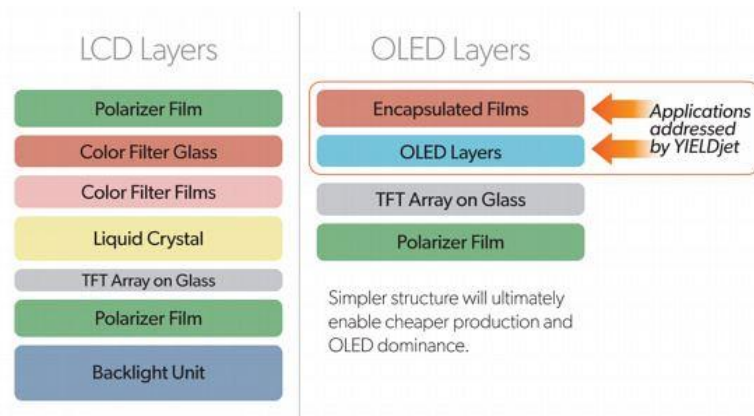 LCD Layers
Polarizer Film
Color Filter Glass
Color Filter Films
Liquid Crystal
TFT Array on Glass
Polarizer Film
Backlight Unit
OLED Layers
Encapsulated Films
OLED Layers
Applications
addressed
by YIELDjet
TFT Array on Glass
Polarizer Film
Simpler structure will ultimately
enable cheaper production and
OLED dominance.